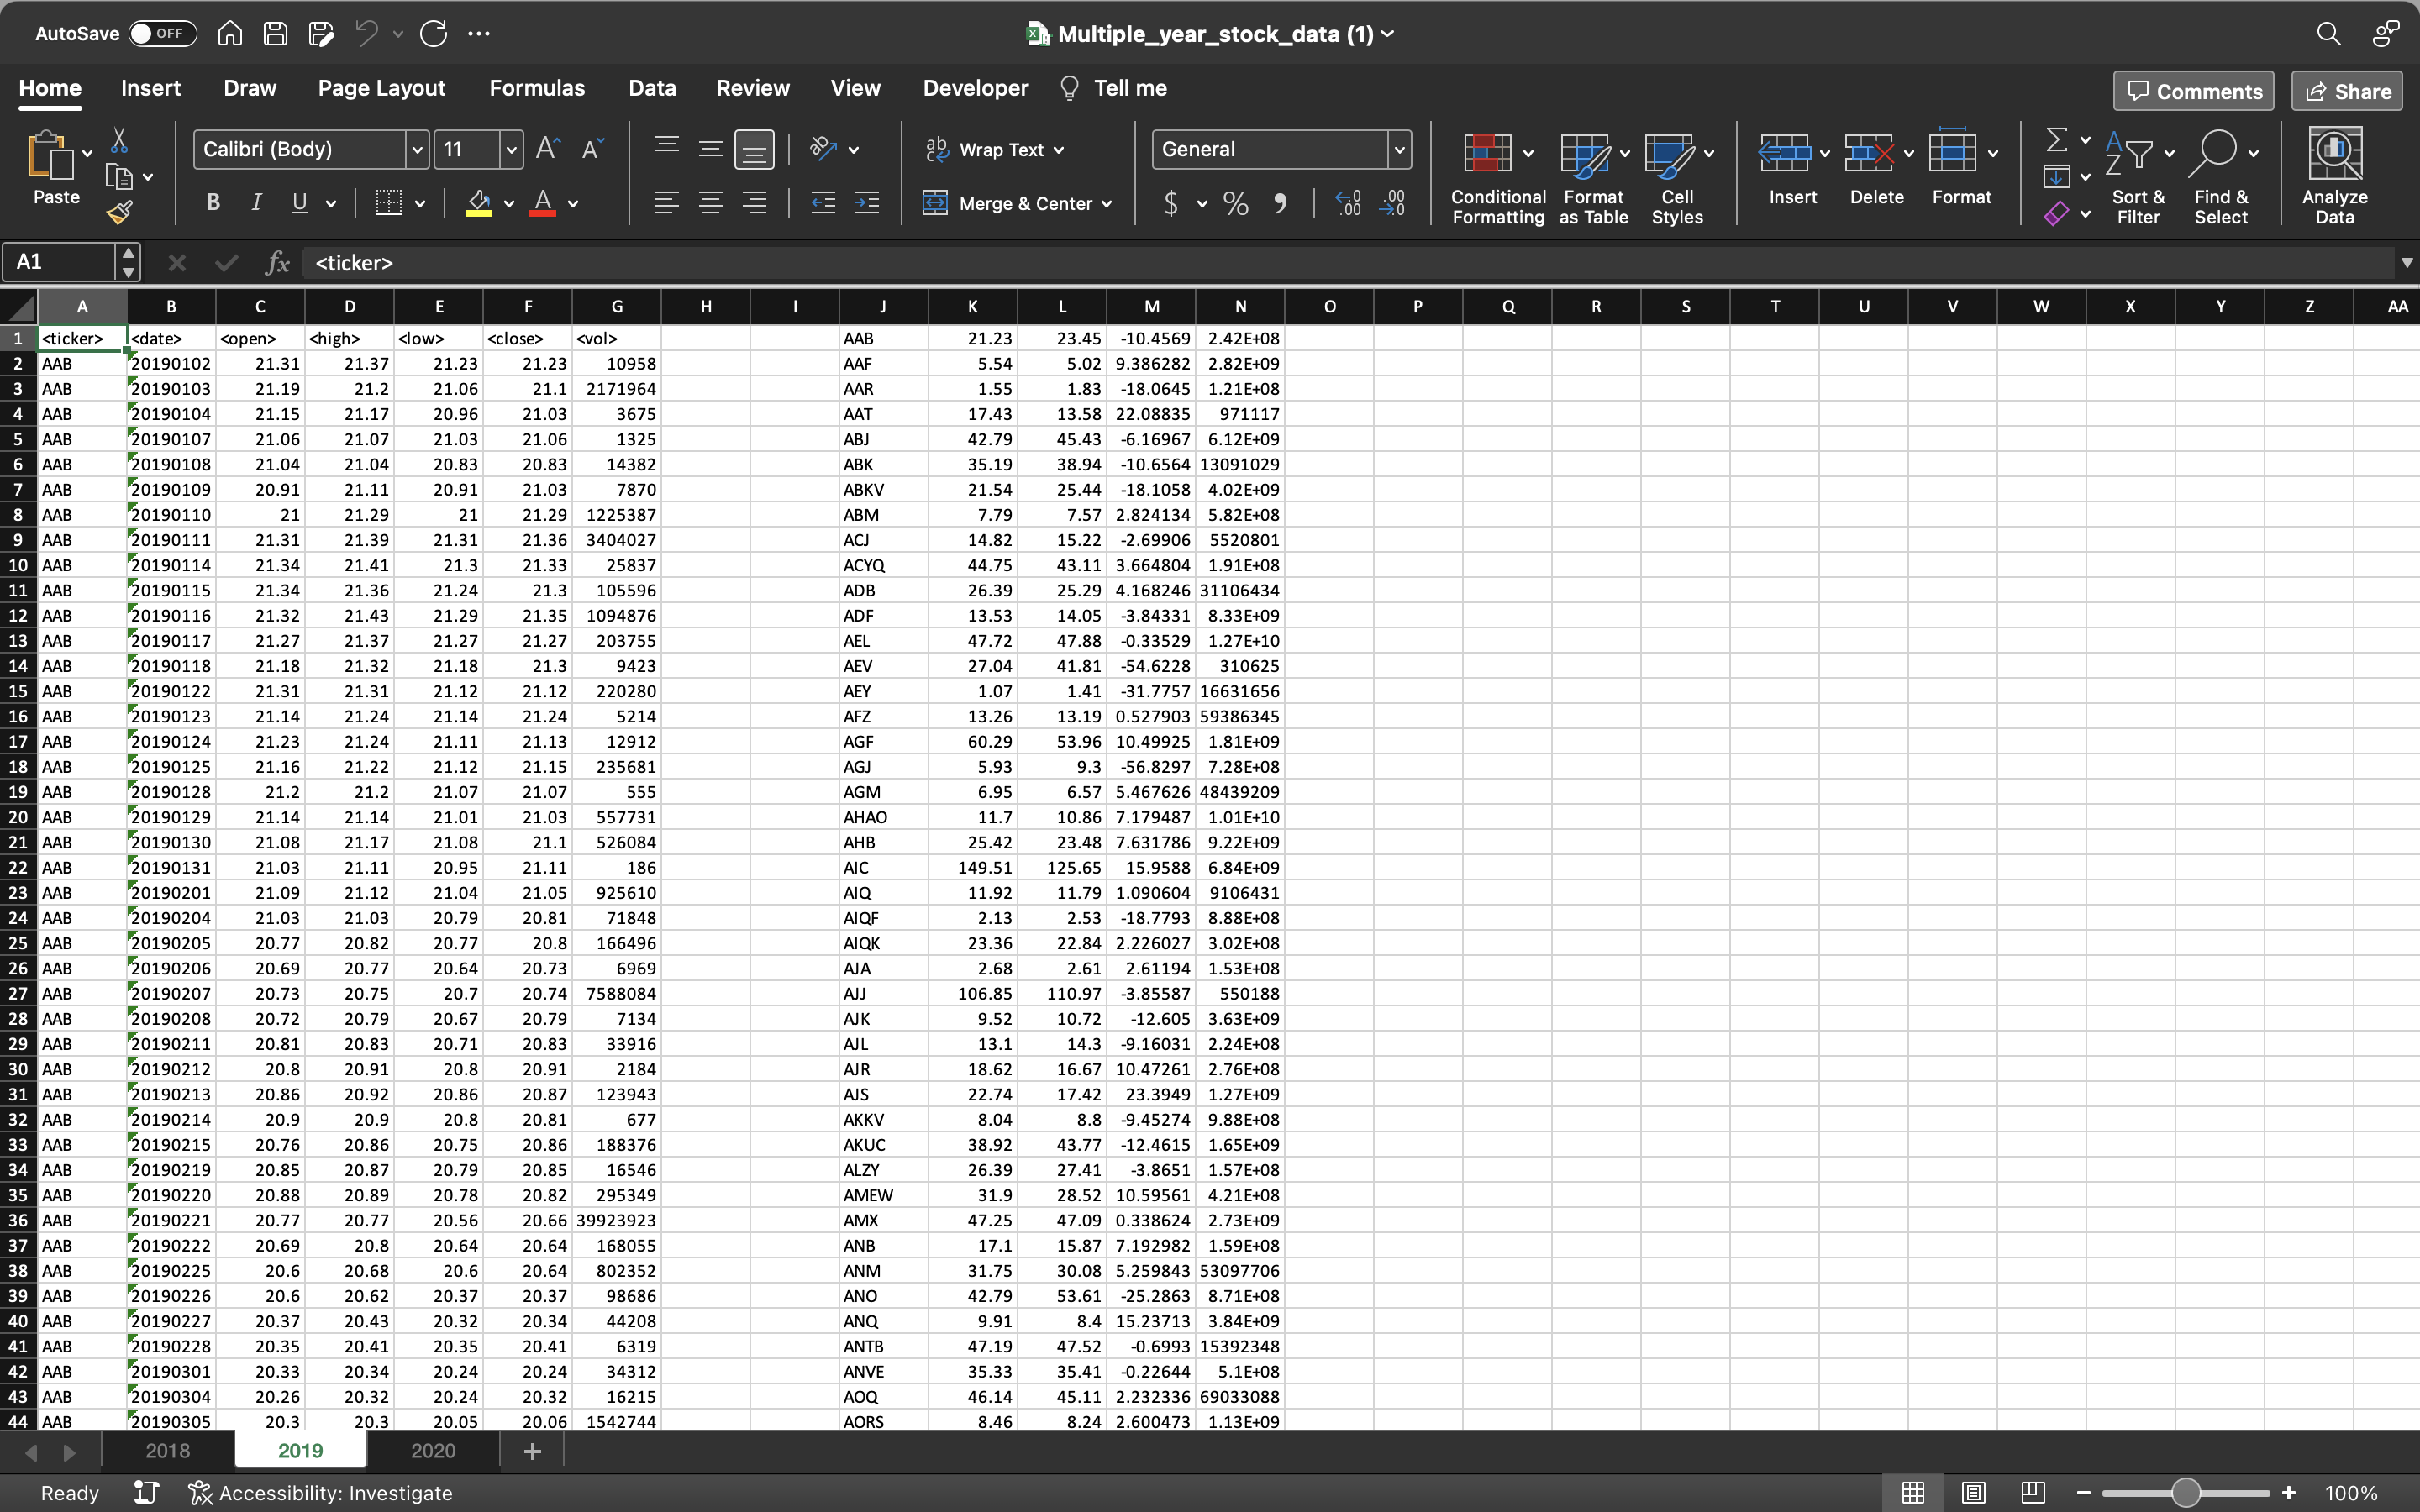 AutoSave OFF Multiple_year_stock_data (1)
Home Insert Draw Page Layout Formulas Data Review View Developer Tell me Comments Share
Paste Calibri (Body) 11 Wrap Text General Conditional Formatting Format as Table Cell Styles Insert Delete Format Sort & Filter Find & Select Analyze Data
B I U Merge & Center $ % 9
A1 fx <ticker>
A B C D E F G H I J K L M N O P Q R S T U V W X Y Z AA
1 <ticker> <date> <open> <high> <low> <close> <vol> AAB 21.23 23.45 -10.4569 2.42E+08
2 AAB 20190102 21.31 21.37 21.23 21.23 10958 AAF 5.54 5.02 9.386282 2.82E+09
3 AAB 20190103 21.19 21.2 21.06 21.1 2171964 AAR 1.55 1.83 -18.0645 1.21E+08
4 AAB 20190104 21.15 21.17 20.96 21.03 3675 AAT 17.43 13.58 22.08835 971117
5 AAB 20190107 21.06 21.07 21.03 21.06 1325 ABJ 42.79 45.43 -6.16967 6.12E+09
6 AAB 20190108 21.04 21.04 20.83 20.83 14382 ABK 35.19 38.94 -10.6564 13091029
7 AAB 20190109 20.91 21.11 20.91 21.03 7870 ABKV 21.54 25.44 -18.1058 4.02E+09
8 AAB 20190110 21 21.29 21 21.29 1225387 ABM 7.79 7.57 2.824134 5.82E+08
9 AAB 20190111 21.31 21.39 21.31 21.36 3404027 ACJ 14.82 15.22 -2.69906 5520801
10 AAB 20190114 21.34 21.41 21.3 21.33 25837 ACYQ 44.75 43.11 3.664804 1.91E+08
11 AAB 20190115 21.34 21.36 21.24 21.3 105596 ADB 26.39 25.29 4.168246 31106434
12 AAB 20190116 21.32 21.43 21.29 21.35 1094876 ADF 13.53 14.05 -3.84331 8.33E+09
13 AAB 20190117 21.27 21.37 21.27 21.27 203755 AEL 47.72 47.88 -0.33529 1.27E+10
14 AAB 20190118 21.18 21.32 21.18 21.3 9423 AEV 27.04 41.81 -54.6228 310625
15 AAB 20190122 21.31 21.31 21.12 21.12 220280 AEY 1.07 1.41 -31.7757 16631656
16 AAB 20190123 21.14 21.24 21.14 21.24 5214 AFZ 13.26 13.19 0.527903 59386345
17 AAB 20190124 21.23 21.24 21.11 21.13 12912 AGF 60.29 53.96 10.49925 1.81E+09
18 AAB 20190125 21.16 21.22 21.12 21.15 235681 AGJ 5.93 9.3 -56.8297 7.28E+08
19 AAB 20190128 21.2 21.2 21.07 21.07 555 AGM 6.95 6.57 5.467626 48439209
20 AAB 20190129 21.14 21.14 21.01 21.03 557731 AHAO 11.7 10.86 7.179487 1.01E+10
21 AAB 20190130 21.08 21.17 21.08 21.1 526084 AHB 25.42 23.48 7.631786 9.22E+09
22 AAB 20190131 21.03 21.11 20.95 21.11 186 AIC 149.51 125.65 15.9588 6.84E+09
23 AAB 20190201 21.09 21.12 21.04 21.05 925610 AIQ 11.92 11.79 1.090604 9106431
24 AAB 20190204 21.03 21.03 20.79 20.81 71848 AIQF 2.13 2.53 -18.7793 8.88E+08
25 AAB 20190205 20.77 20.82 20.77 20.8 166496 AIQK 23.36 22.84 2.226027 3.02E+08
26 AAB 20190206 20.69 20.77 20.64 20.73 6969 AJA 2.68 2.61 2.61194 1.53E+08
27 AAB 20190207 20.73 20.75 20.7 20.74 7588084 AJJ 106.85 110.97 -3.85587 550188
28 AAB 20190208 20.72 20.79 20.67 20.79 7134 AJK 9.52 10.72 -12.605 3.63E+09
29 AAB 20190211 20.81 20.83 20.71 20.83 33916 AJL 13.1 14.3 -9.16031 2.24E+08
30 AAB 20190212 20.8 20.91 20.8 20.91 2184 AJR 18.62 16.67 10.47261 2.76E+08
31 AAB 20190213 20.86 20.92 20.86 20.87 123943 AJS 22.74 17.42 23.3949 1.27E+09
32 AAB 20190214 20.9 20.9 20.8 20.81 677 AKKV 8.04 8.8 -9.45274 9.88E+08
33 AAB 20190215 20.76 20.86 20.75 20.86 188376 AKUC 38.92 43.77 -12.4615 1.65E+09
34 AAB 20190219 20.85 20.87 20.79 20.85 16546 ALZY 26.39 27.41 -3.8651 1.57E+08
35 AAB 20190220 20.88 20.89 20.78 20.82 295349 AMEW 31.9 28.52 10.59561 4.21E+08
36 AAB 20190221 20.77 20.77 20.56 20.66 39923923 AMX 47.25 47.09 0.338624 2.73E+09
37 AAB 20190222 20.69 20.8 20.64 20.64 168055 ANB 17.1 15.87 7.192982 1.59E+08
38 AAB 20190225 20.6 20.68 20.6 20.64 802352 ANM 31.75 30.08 5.259843 53097706
39 AAB 20190226 20.6 20.62 20.37 20.37 98686 ANO 42.79 53.61 -25.2863 8.71E+08
40 AAB 20190227 20.37 20.43 20.32 20.34 44208 ANQ 9.91 8.4 15.23713 3.84E+09
41 AAB 20190228 20.35 20.41 20.35 20.41 6319 ANTB 47.19 47.52 -0.6993 15392348
42 AAB 20190301 20.33 20.34 20.24 20.24 34312 ANVE 35.33 35.41 -0.22644 5.1E+08
43 AAB 20190304 20.26 20.32 20.24 20.32 16215 AOQ 46.14 45.11 2.232336 69033088
44 AAB 20190305 20.3 20.3 20.05 20.06 1542744 AORS 8.46 8.24 2.600473 1.13E+09
2018 2019 2020 +
Ready Accessibility: Investigate 100%